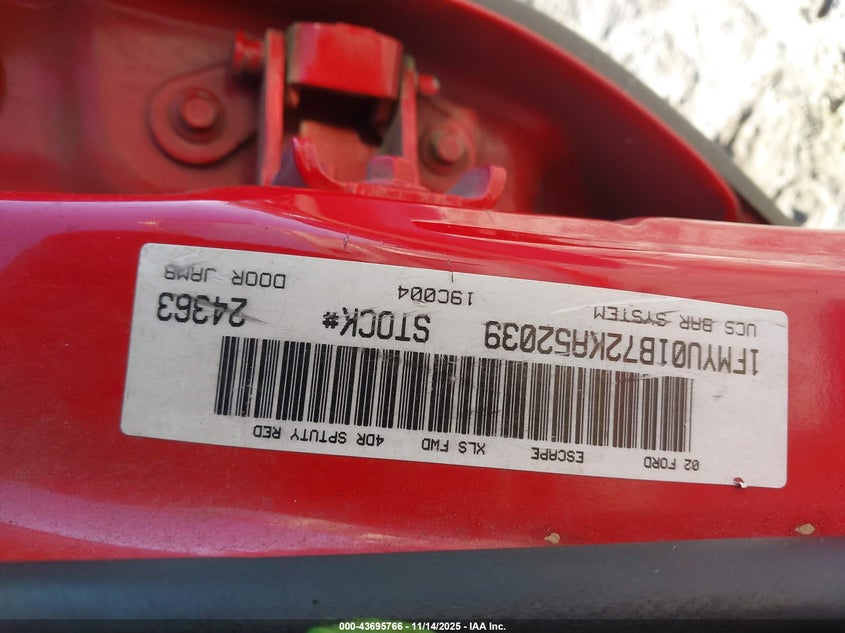 02 FORD ESCAPE XLS FWD 4DR SPTUTY RED
1FMYU01B72KA52039 STOCK# 24363
UCS BAR SYSTEM 19C004 DOOR JAMB
000-43695766 - 11/14/2025 - IAA Inc.